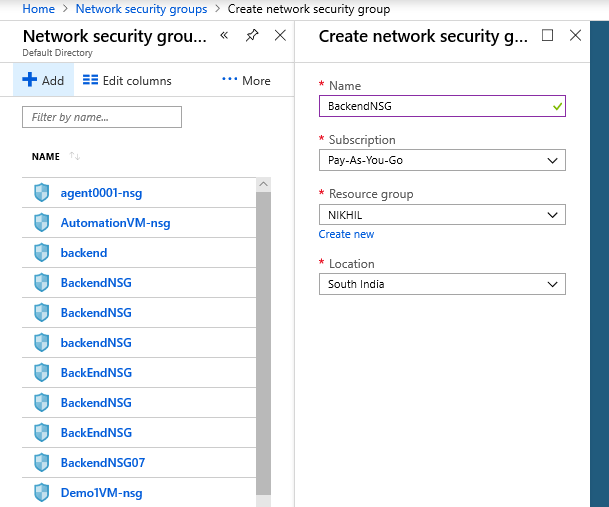 Home > Network security groups > Create network security group
Network security grou... «
Default Directory
Add Edit columns ... More
Filter by name...
NAME ↑↓
agent0001-nsg
AutomationVM-nsg
backend
BackendNSG
BackendNSG
backendNSG
BackEndNSG
BackendNSG
BackEndNSG
BackendNSG07
Demo1VM-nsg
Create network security g...
* Name
BackendNSG
* Subscription
Pay-As-You-Go
* Resource group
NIKHIL
Create new
* Location
South India